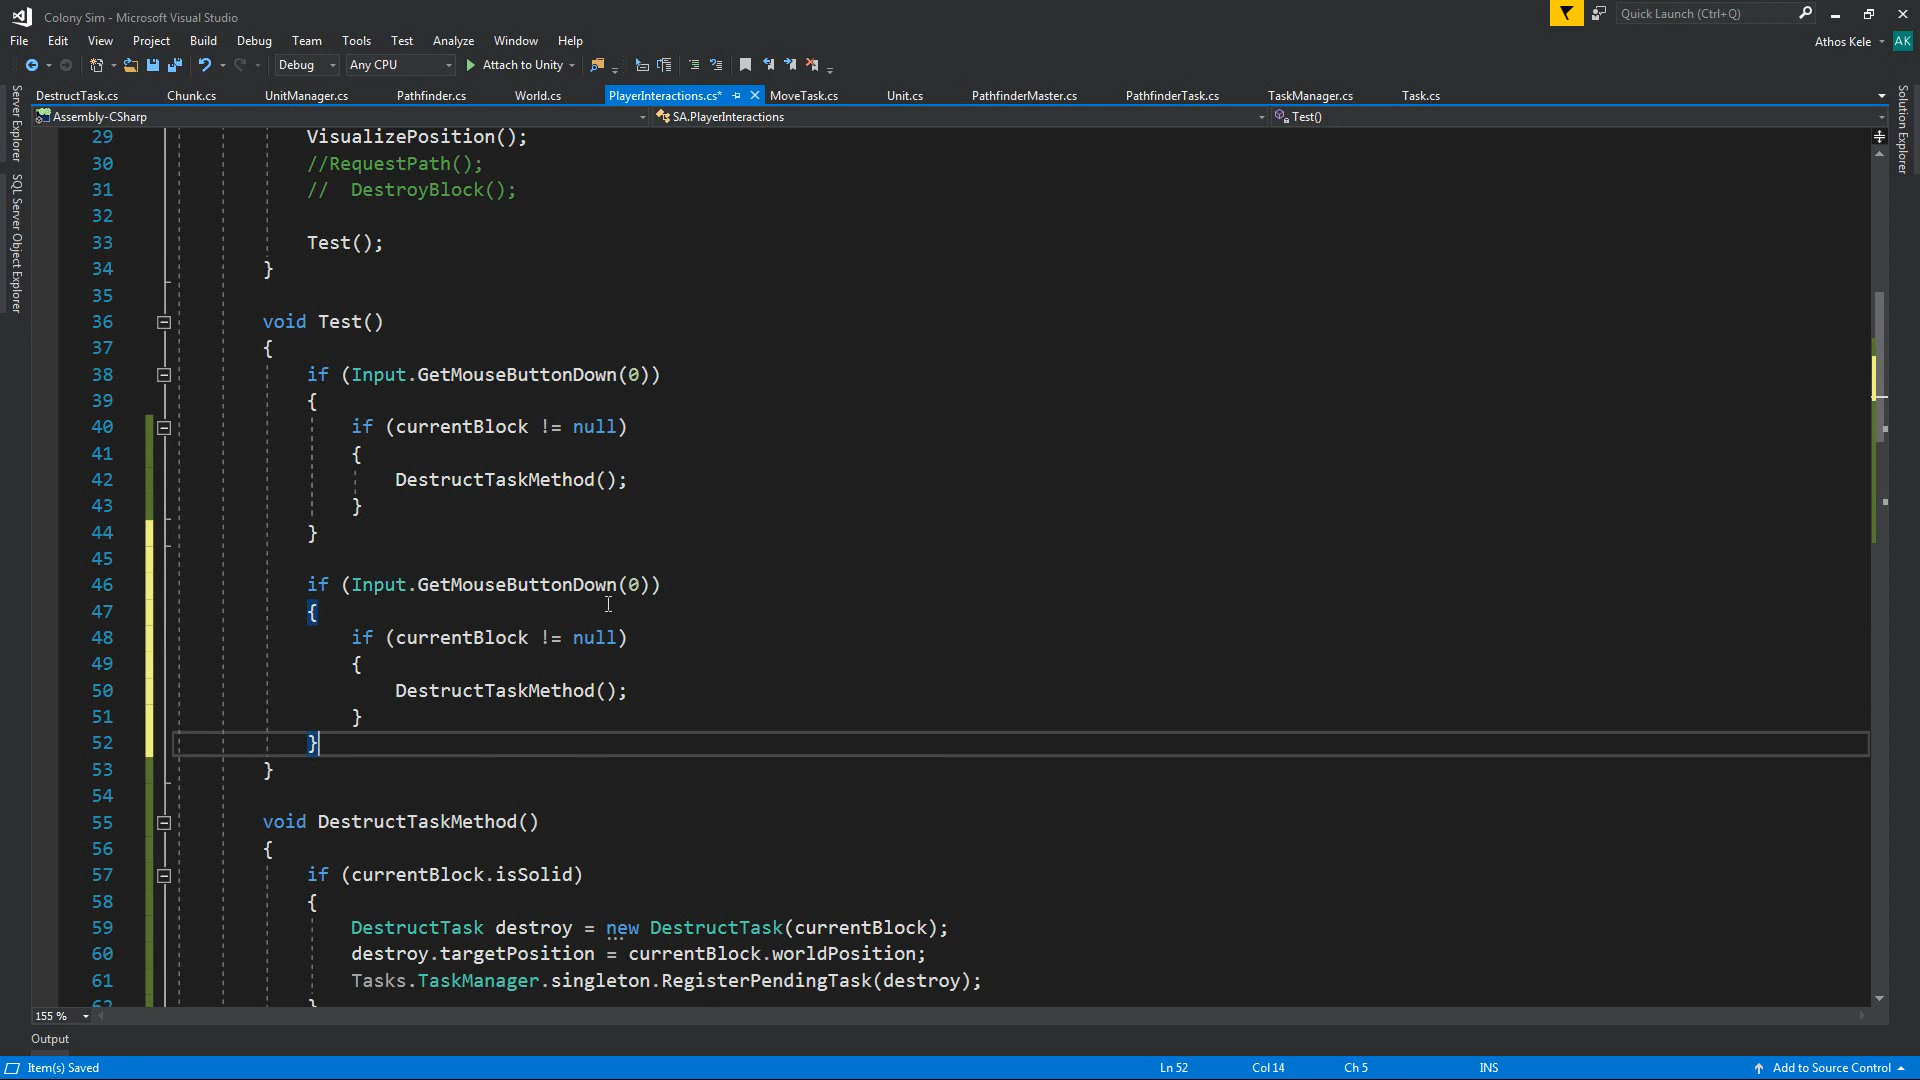 Colony Sim - Microsoft Visual Studio
Quick Launch (Ctrl+Q)
File Edit View Project Build Debug Team Tools Test Analyze Window Help
Athos Kele AK
Debug Any CPU Attach to Unity
DestructTask.cs Chunk.cs UnitManager.cs Pathfinder.cs World.cs PlayerInteractions.cs* MoveTask.cs Unit.cs PathfinderMaster.cs PathfinderTask.cs TaskManager.cs Task.cs
Assembly-CSharp SA.PlayerInteractions Test()
Server Explorer
SQL Server Object Explorer
Solution Explorer
29 VisualizePosition();
30 //RequestPath();
31 // DestroyBlock();
32
33 Test();
34 }
35
36 void Test()
37 {
38 if (Input.GetMouseButtonDown(0))
39 {
40 if (currentBlock != null)
41 {
42 DestructTaskMethod();
43 }
44 }
45
46 if (Input.GetMouseButtonDown(0))
47 {
48 if (currentBlock != null)
49 {
50 DestructTaskMethod();
51 }
52 }
53 }
54
55 void DestructTaskMethod()
56 {
57 if (currentBlock.isSolid)
58 {
59 DestructTask destroy = new DestructTask(currentBlock);
60 destroy.targetPosition = currentBlock.worldPosition;
61 Tasks.TaskManager.singleton.RegisterPendingTask(destroy);
62 }
155 %
Output
Item(s) Saved Ln 52 Col 14 Ch 5 INS Add to Source Control